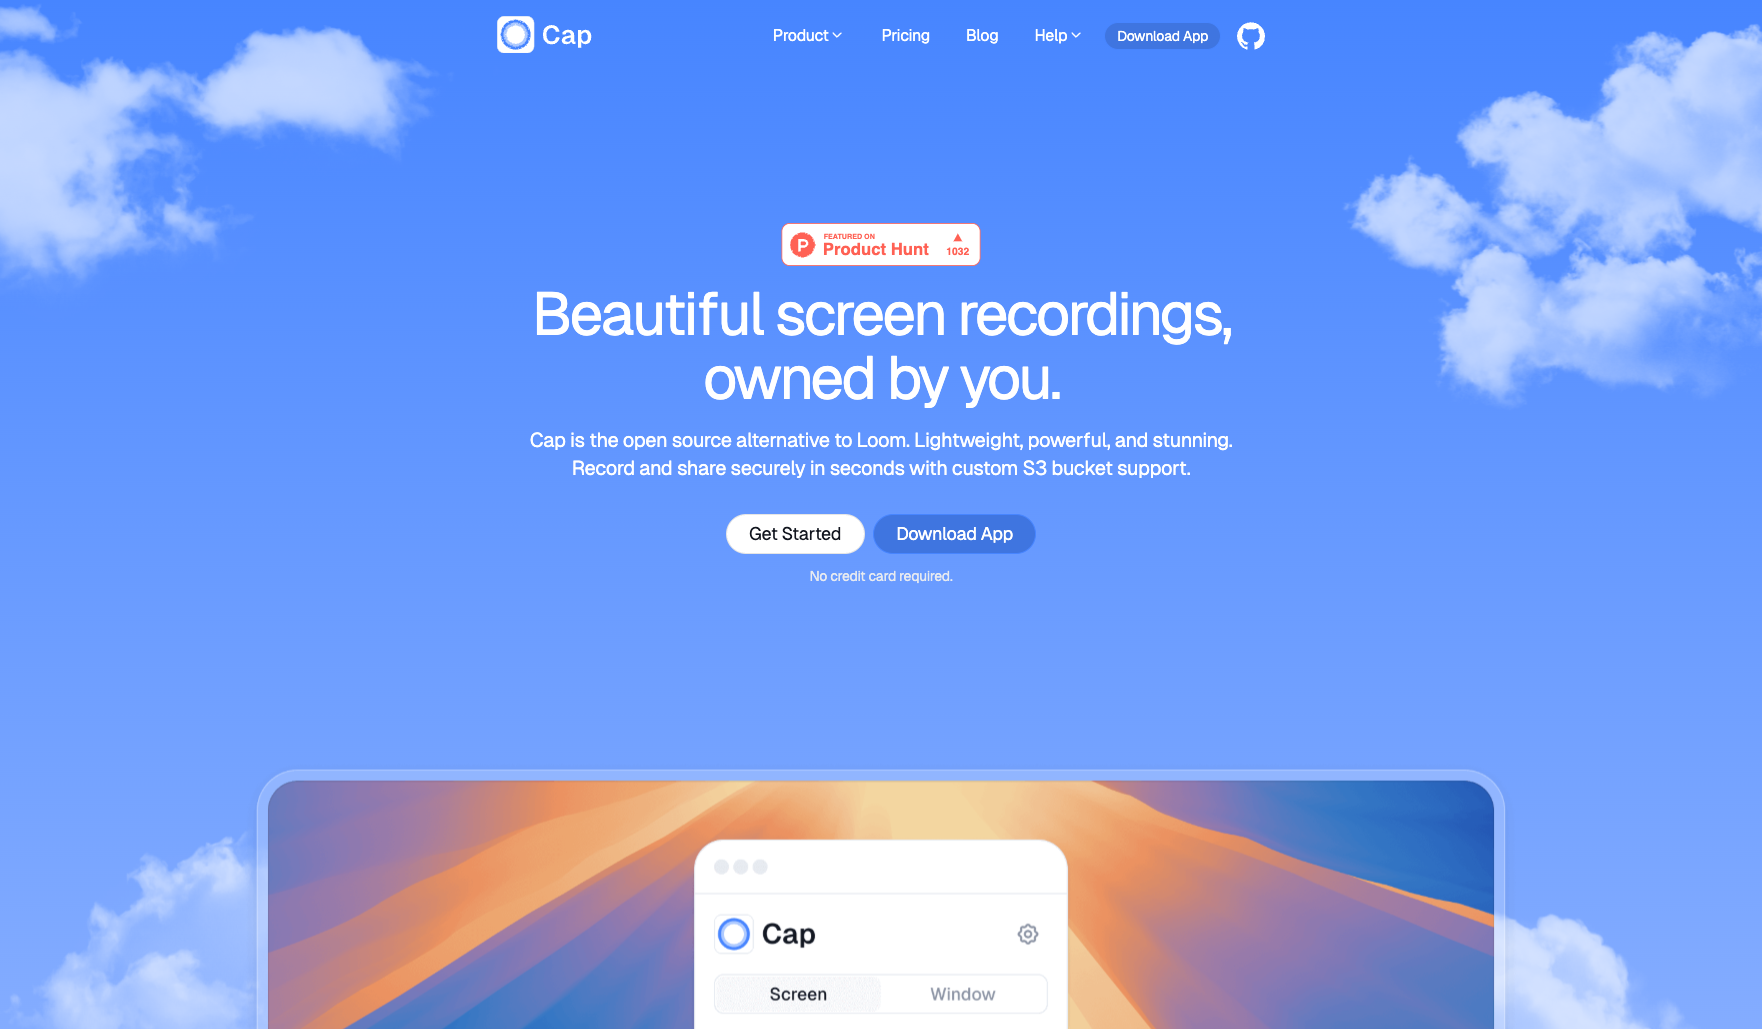 Cap
Product
Pricing
Blog
Help
Download App
FEATURED ON
Product Hunt
1032
Beautiful screen recordings,
owned by you.
Cap is the open source alternative to Loom. Lightweight, powerful, and stunning.
Record and share securely in seconds with custom S3 bucket support.
Get Started
Download App
No credit card required.
Cap
Screen
Window